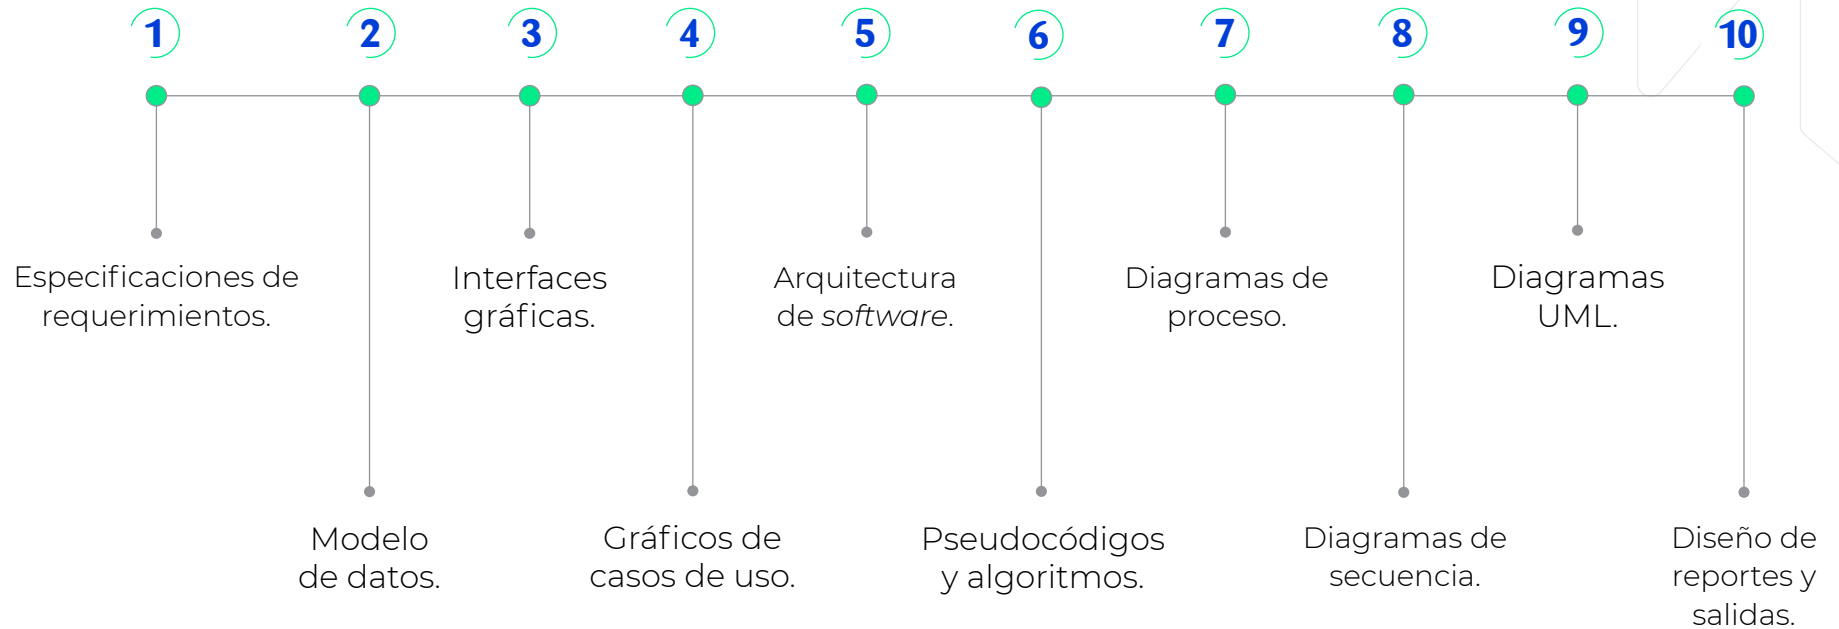 1
2
3
4
5
6
7
8
9
10
Especificaciones de
requerimientos.
Modelo
de datos.
Interfaces
gráficas.
Gráficos de
casos de uso.
Arquitectura
de software.
Pseudocódigos
y algoritmos.
Diagramas de
proceso.
Diagramas de
secuencia.
Diagramas
UML.
Diseño de
reportes y
salidas.